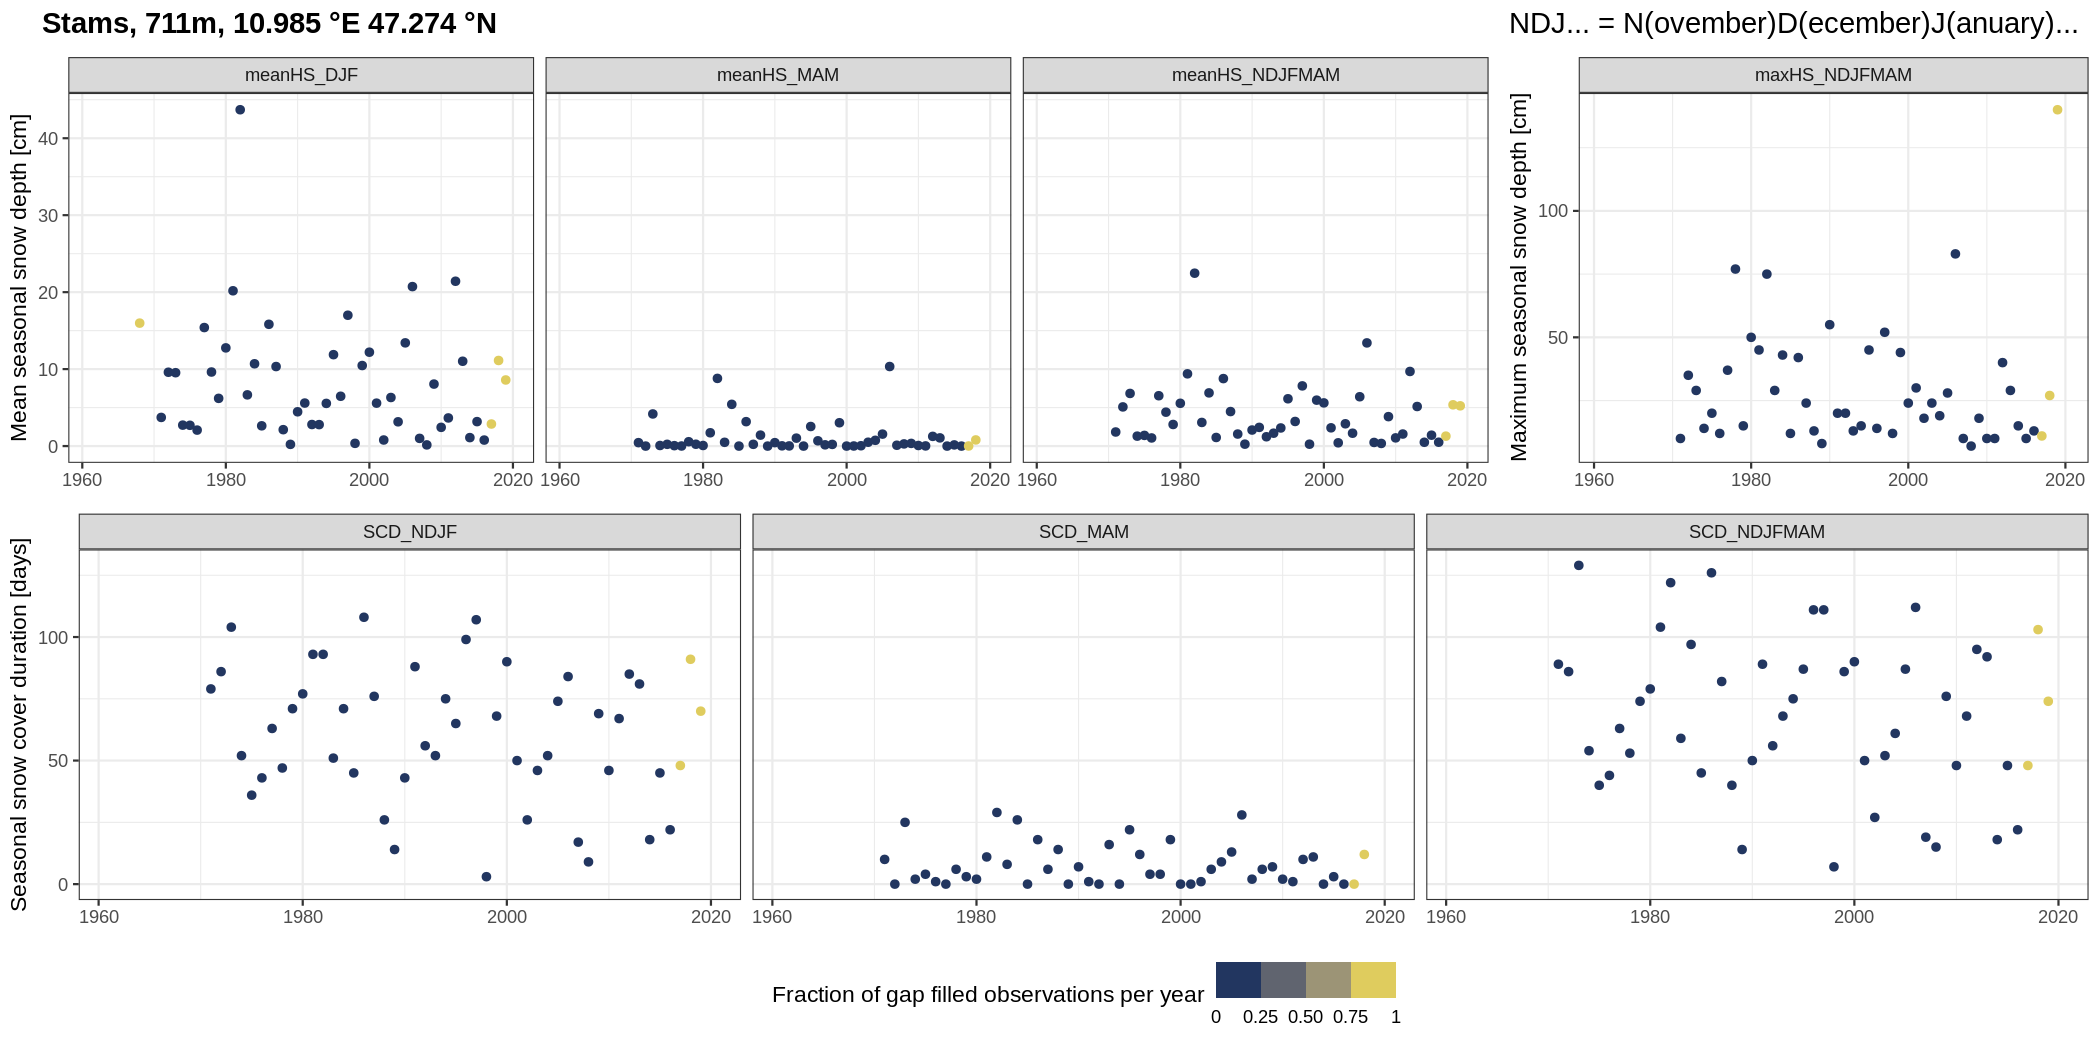 Stams, 711m, 10.985 °E 47.274 °N
NDJ... = N(ovember)D(ecember)J(anuary)...
meanHS_DJF
meanHS_MAM
meanHS_NDJFMAM
maxHS_NDJFMAM
Mean seasonal snow depth [cm]
40
30
20
10
0
1960 1980 2000 2020
1960 1980 2000 2020
1960 1980 2000 2020
Maximum seasonal snow depth [cm]
100
50
1960 1980 2000 2020
SCD_NDJF
SCD_MAM
SCD_NDJFMAM
Seasonal snow cover duration [days]
100
50
0
1960 1980 2000 2020
1960 1980 2000 2020
1960 1980 2000 2020
Fraction of gap filled observations per year
0 0.25 0.50 0.75 1